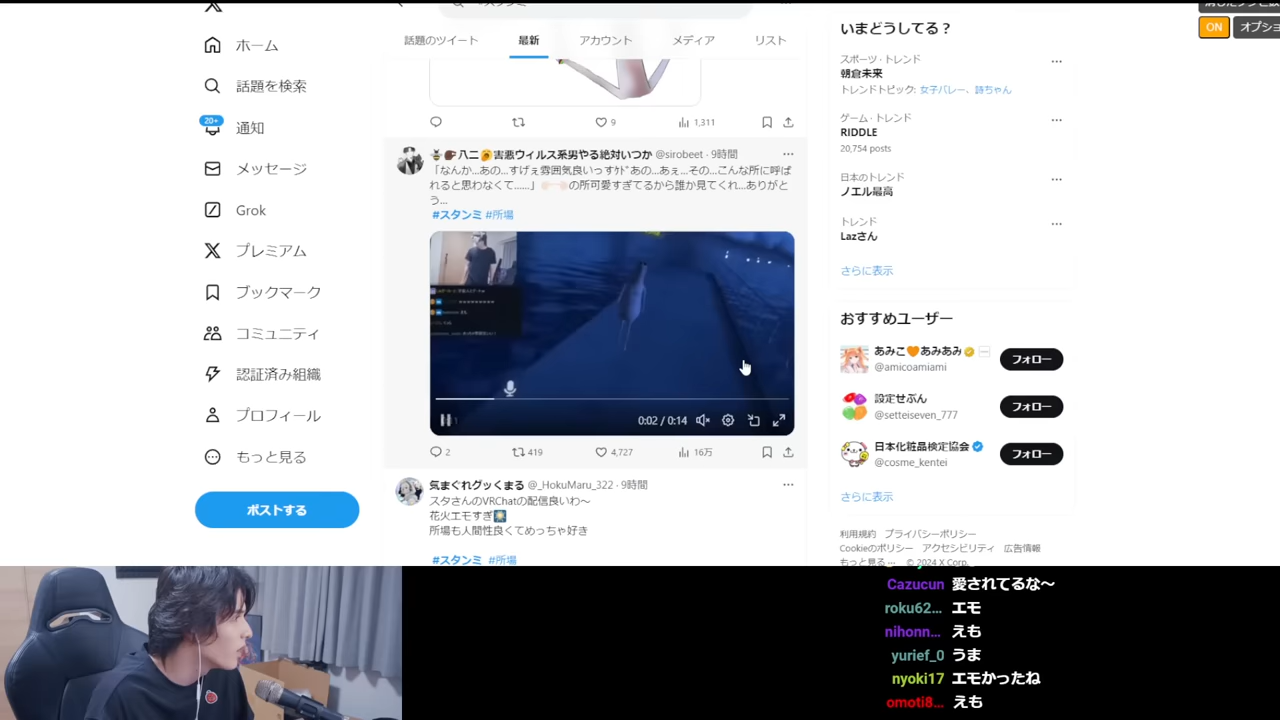 ホーム
話題を検索
20+
通知
メッセージ
Grok
プレミアム
ブックマーク
コミュニティ
認証済み組織
プロフィール
もっと見る
ポストする
話題のツイート 最新 アカウント メディア リスト
9 1,311
八二🌻害悪ウィルス系男やる絶対いつか @sirobeet · 9時間
「なんか...あの...すげぇ雰囲気良いっすｹﾄﾞあの...あぇ...その...こんな所に呼ば
れると思わなくて......」の所可愛すぎてるから誰か見てくれ...ありがと
う...
#スタンミ #所場
0:02 / 0:14
2 419 4,727 16万
気まぐれグッくまる @_HokuMaru_322 · 9時間
スタさんのVRChatの配信良いわ～
花火エモすぎ🎆
所場も人間性良くてめっちゃ好き
#スタンミ #所場
ON オプショ
いまどうしてる？
スポーツ · トレンド
朝倉未来
トレンドトピック: 女子バレー、詩ちゃん
ゲーム · トレンド
RIDDLE
20,754 posts
日本のトレンド
ノエル最高
トレンド
Lazさん
さらに表示
おすすめユーザー
あみこ🧡あみあみ
@amicoamiami
フォロー
設定せぶん
@setteiseven_777
フォロー
日本化粧品検定協会
@cosme_kentei
フォロー
さらに表示
利用規約 プライバシーポリシー
Cookieのポリシー アクセシビリティ 広告情報
もっと見る ... © 2024 X Corp.
Cazucun 愛されてるな〜
roku62... エモ
nihonn... えも
yurief_0 うま
nyoki17 エモかったね
omoti8... えも